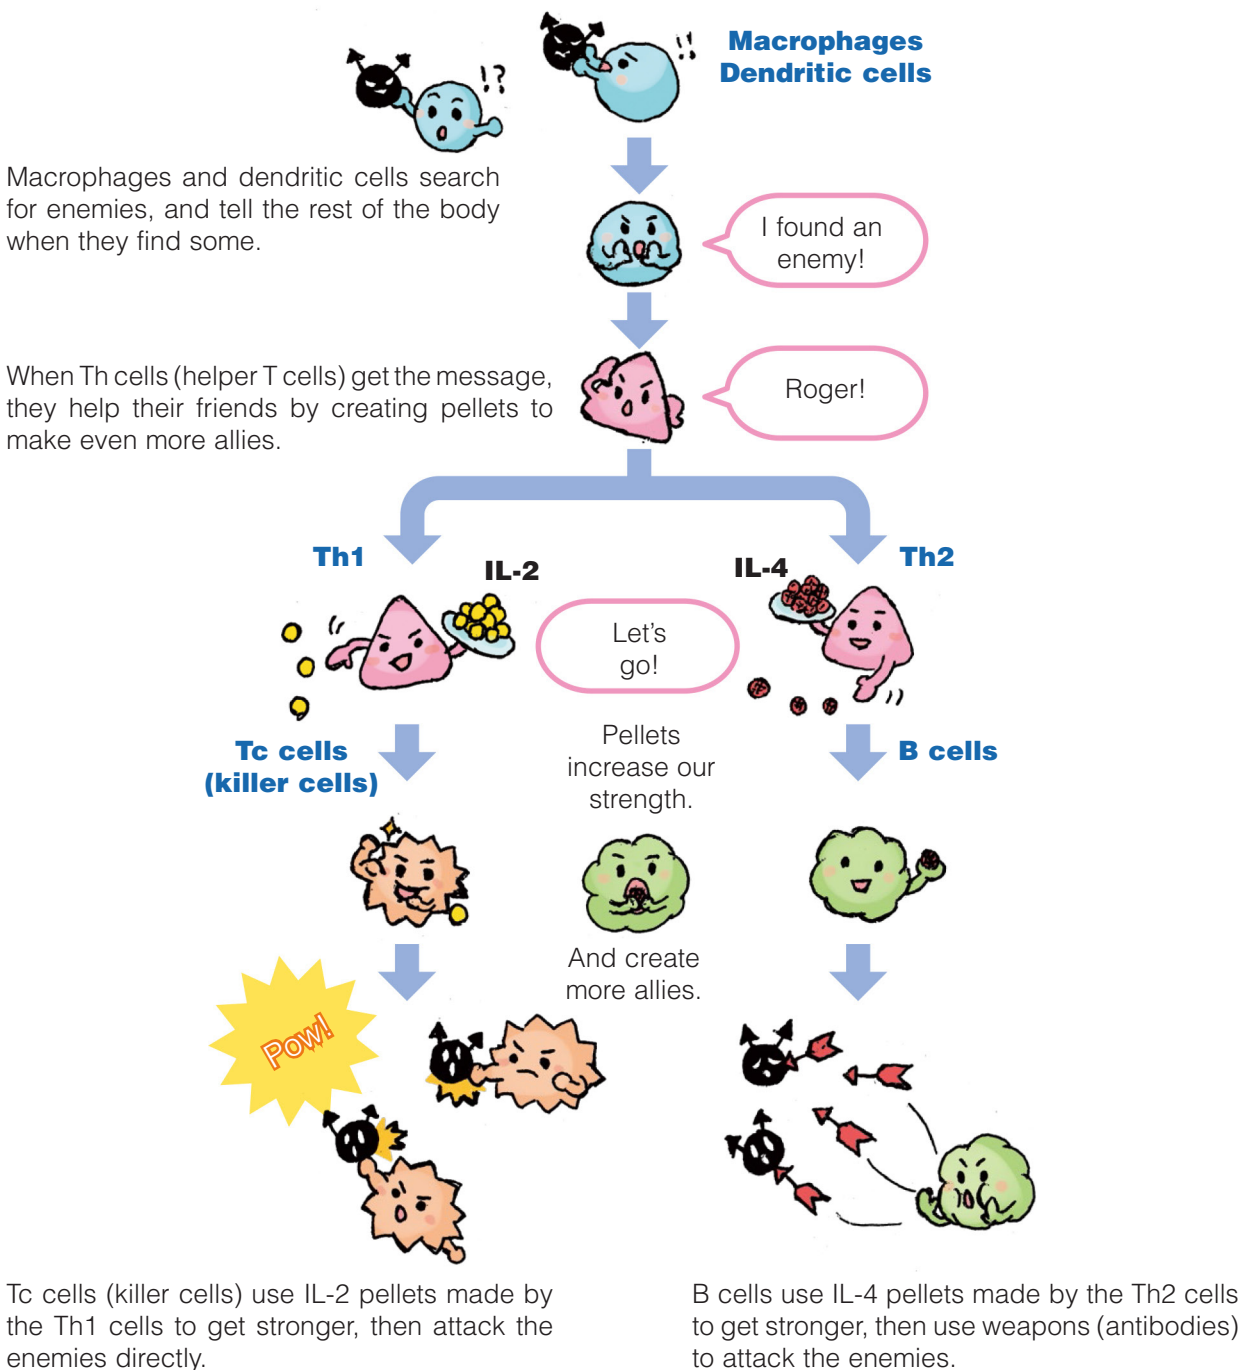 !?
!!
Macrophages
Dendritic cells
Macrophages and dendritic cells search
for enemies, and tell the rest of the body
when they find some.
I found an
enemy!
When Th cells (helper T cells) get the message,
they help their friends by creating pellets to
make even more allies.
Roger!
Th1
IL-2
IL-4
Th2
Let's
go!
Tc cells
(killer cells)
Pellets
increase our
strength.
B cells
And create
more allies.
Pow!
Tc cells (killer cells) use IL-2 pellets made by
the Th1 cells to get stronger, then attack the
enemies directly.
B cells use IL-4 pellets made by the Th2 cells
to get stronger, then use weapons (antibodies)
to attack the enemies.